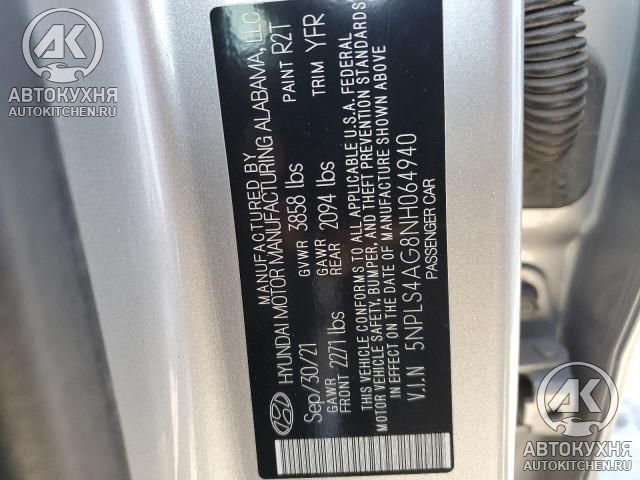 MANUFACTURED BY
HYUNDAI MOTOR MANUFACTURING ALABAMA, LLC
Sep/30/21 GVWR 3858 lbs PAINT R2T
GAWR GAWR
FRONT 2271 lbs REAR 2094 lbs TRIM YFR
THIS VEHICLE CONFORMS TO ALL APPLICABLE U.S.A. FEDERAL
MOTOR VEHICLE SAFETY, BUMPER, AND THEFT PREVENTION STANDARDS
IN EFFECT ON THE DATE OF MANUFACTURE SHOWN ABOVE.
V.I.N 5NPLS4AG8NH064940
PASSENGER CAR
АК
АВТОКУХНЯ
AUTOKITCHEN.RU
АК
АВТОКУХНЯ
AUTOKITCHEN.RU